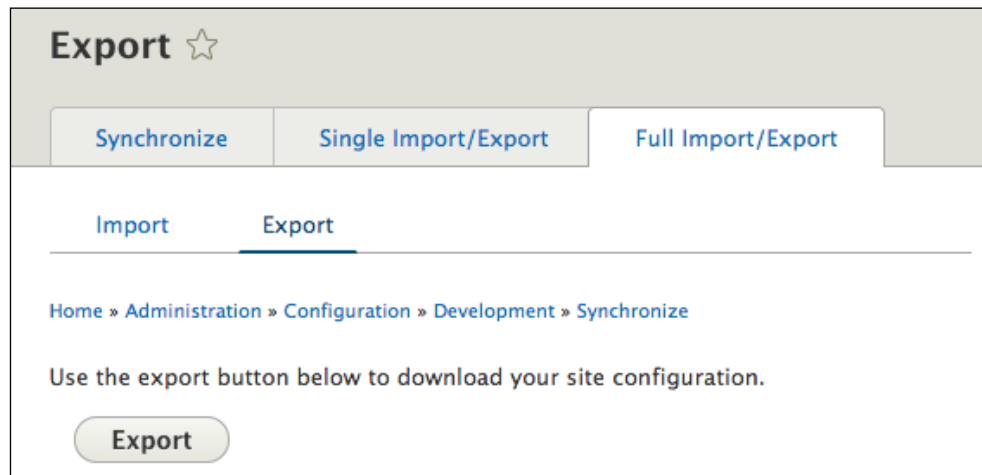 Export
Synchronize Single Import/Export Full Import/Export
Import Export
Home » Administration » Configuration » Development » Synchronize
Use the export button below to download your site configuration.
Export